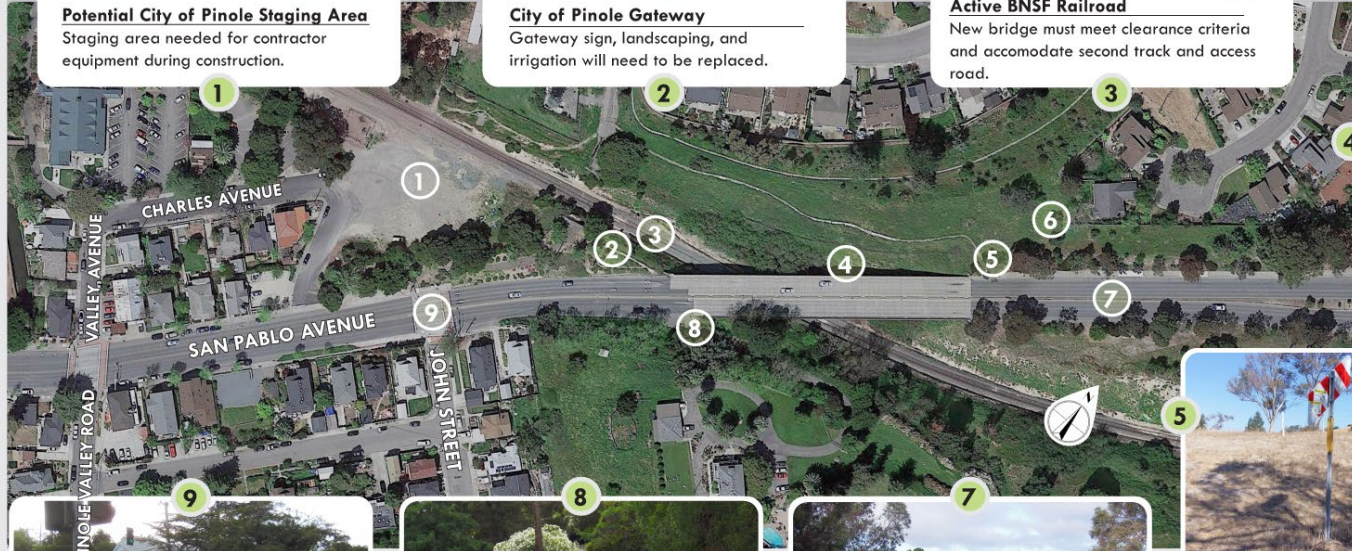 Potential City of Pinole Staging Area
Staging area needed for contractor
equipment during construction.
1
City of Pinole Gateway
Gateway sign, landscaping, and
irrigation will need to be replaced.
2
Active BNSF Railroad
New bridge must meet clearance criteria
and accomodate second track and access
road.
3
4
1
CHARLES AVENUE
VALLEY AVENUE
2
3
4
5
6
7
8
9
SAN PABLO AVENUE
JOHN STREET
INOLE VALLEY ROAD
5
9
8
7